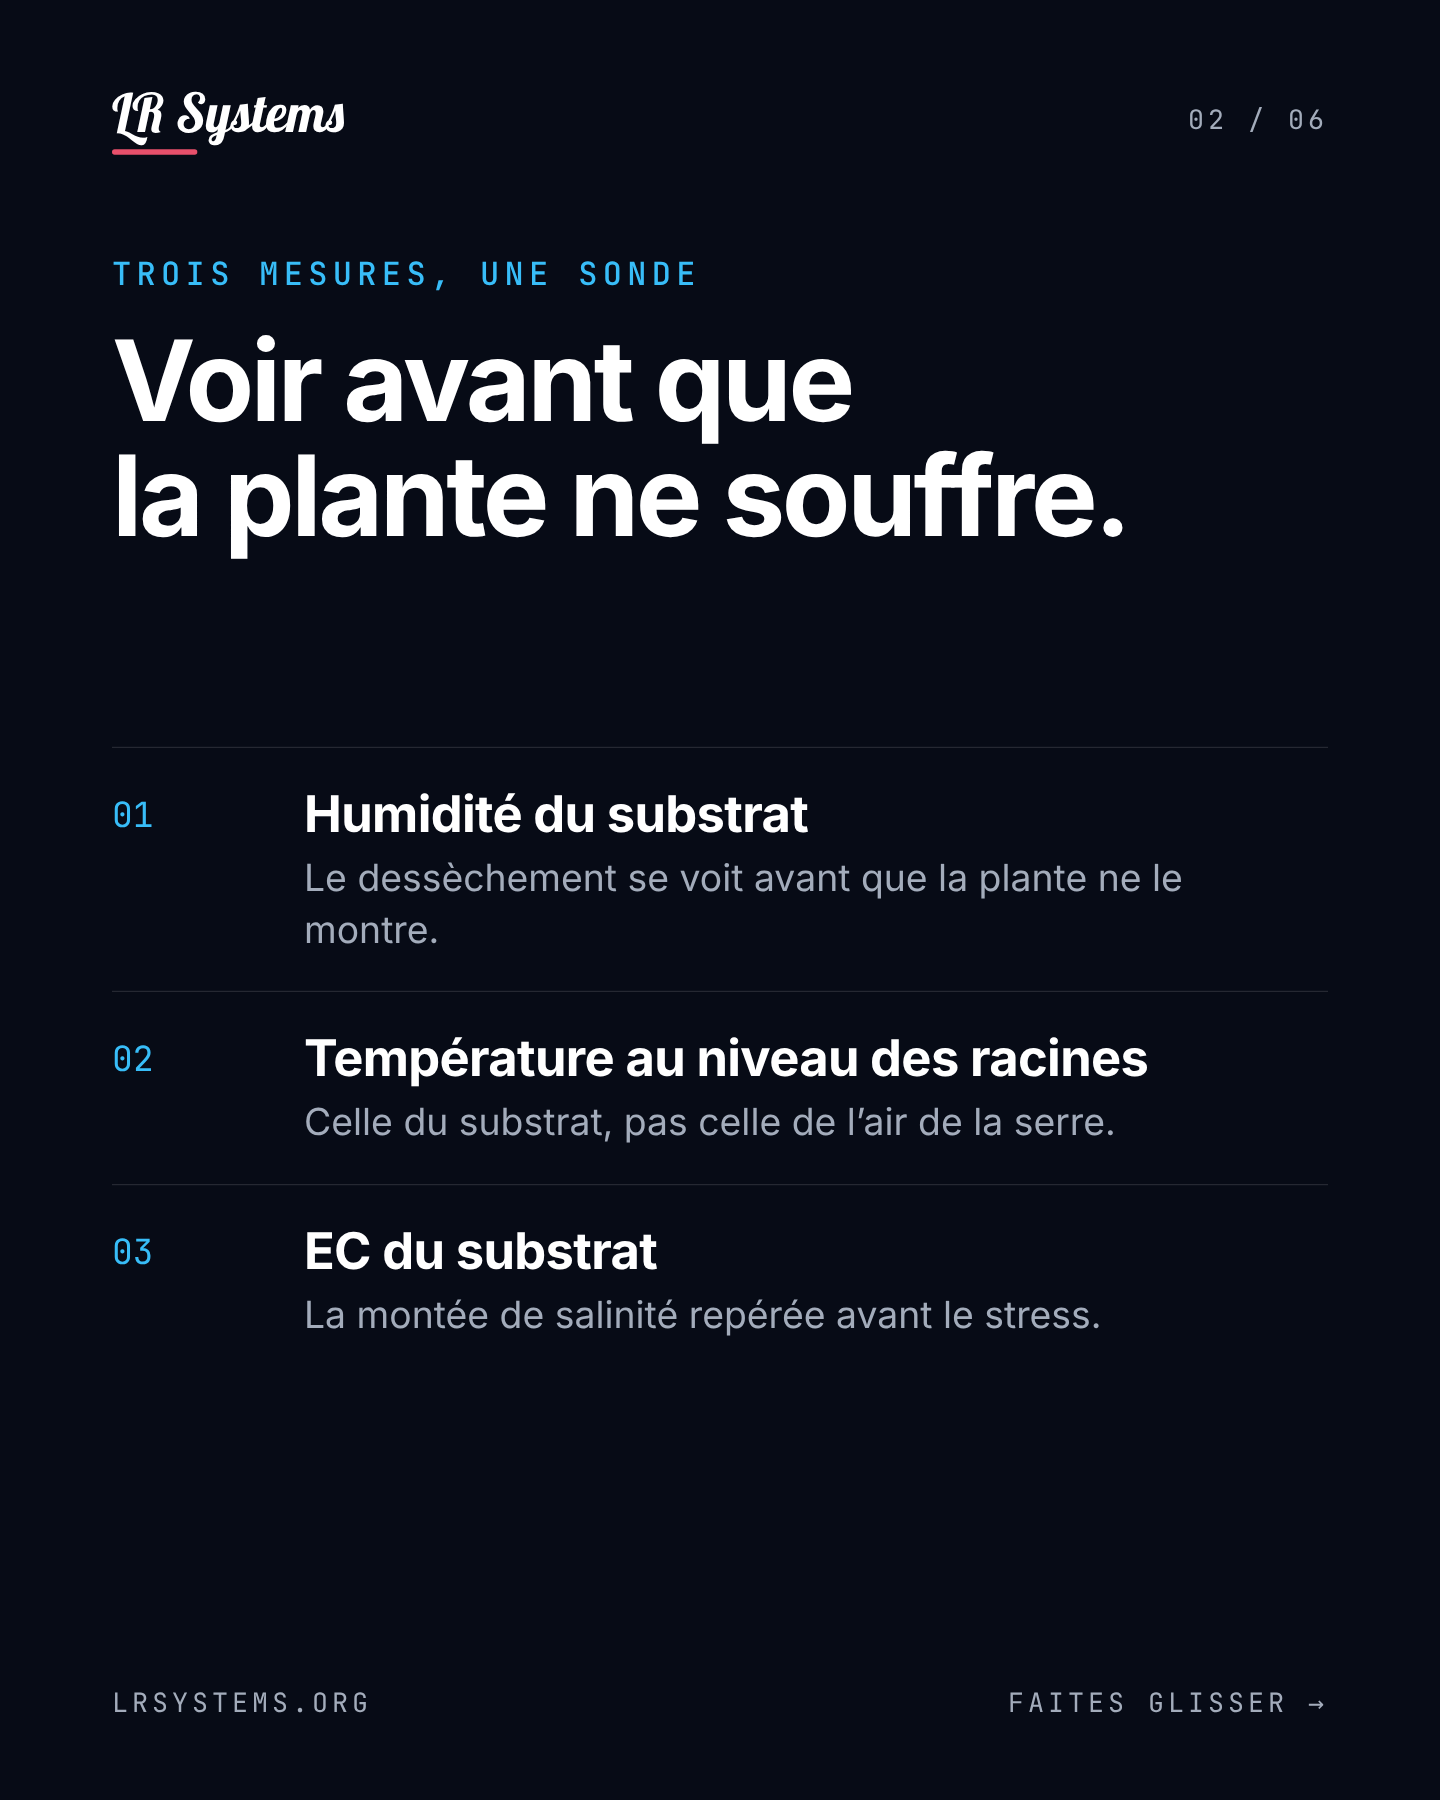 LR Systems
02 / 06
TROIS MESURES, UNE SONDE
Voir avant que
la plante ne souffre.
01
Humidité du substrat
Le dessèchement se voit avant que la plante ne le
montre.
02
Température au niveau des racines
Celle du substrat, pas celle de l’air de la serre.
03
EC du substrat
La montée de salinité repérée avant le stress.
LRSYSTEMS.ORG
FAITES GLISSER →